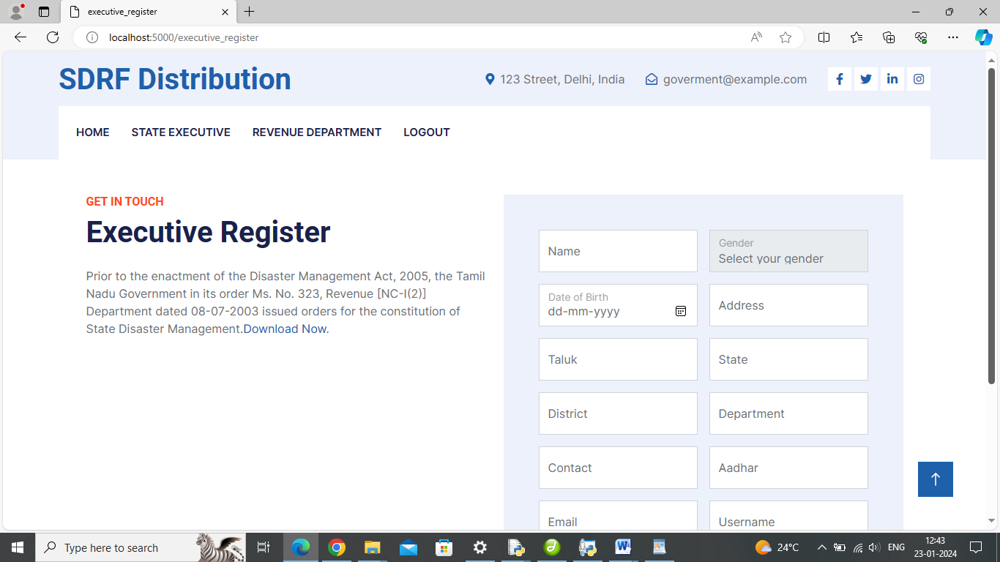 executive_register
localhost:5000/executive_register
SDRF Distribution
123 Street, Delhi, India
goverment@example.com
HOME STATE EXECUTIVE REVENUE DEPARTMENT LOGOUT
GET IN TOUCH
Executive Register
Prior to the enactment of the Disaster Management Act, 2005, the Tamil
Nadu Government in its order Ms. No. 323, Revenue [NC-I(2)]
Department dated 08-07-2003 issued orders for the constitution of
State Disaster Management.Download Now.
Name
Gender
Select your gender
Date of Birth
dd-mm-yyyy
Address
Taluk
State
District
Department
Contact
Aadhar
Email
Username
Type here to search
24°C
ENG
12:43
23-01-2024